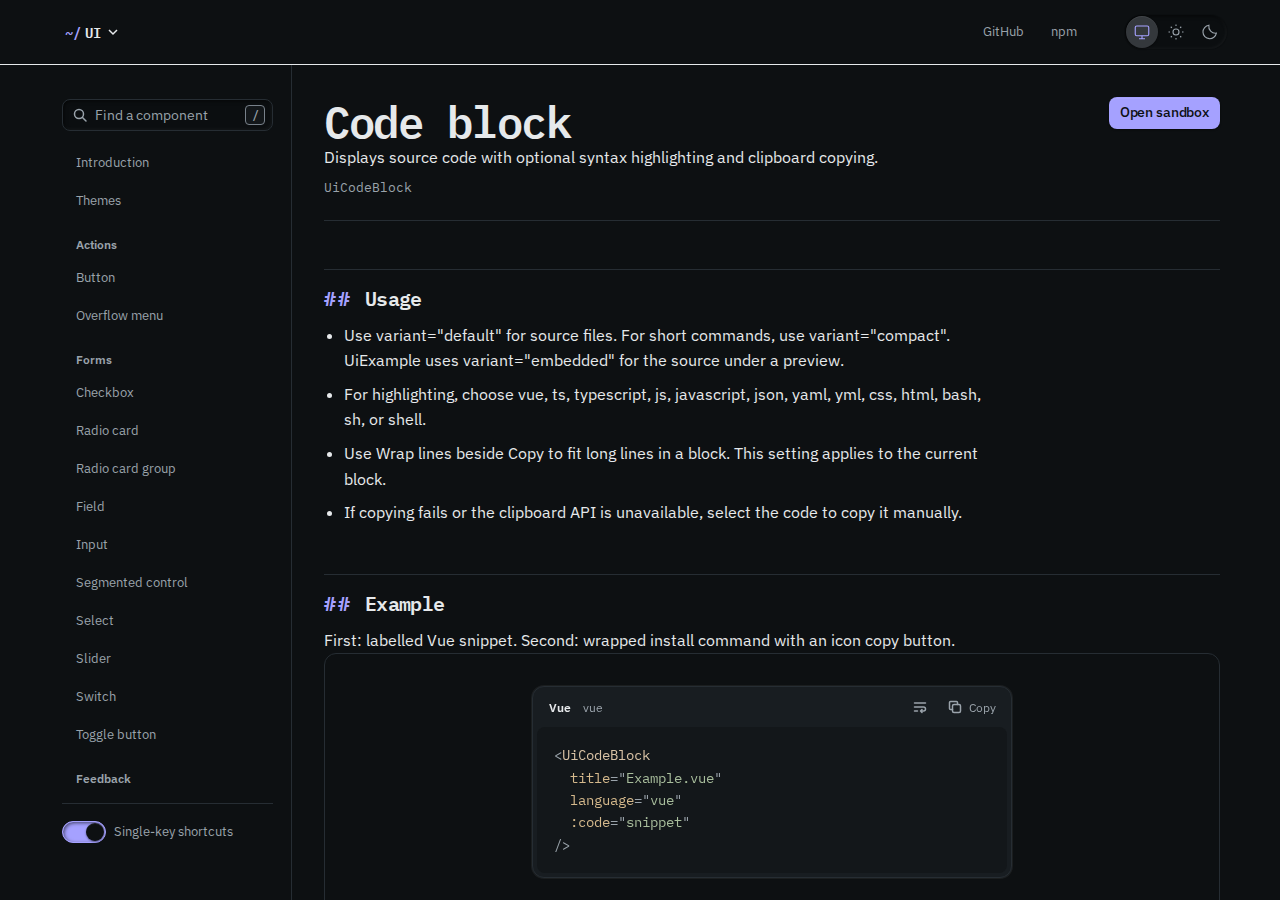 ~/ UI
GitHub
npm
Find a component
/
Introduction
Themes
Actions
Button
Overflow menu
Forms
Checkbox
Radio card
Radio card group
Field
Input
Segmented control
Select
Slider
Switch
Toggle button
Feedback
Single-key shortcuts
Code block
Open sandbox
Displays source code with optional syntax highlighting and clipboard copying.
UiCodeBlock
## Usage
• Use variant="default" for source files. For short commands, use variant="compact".
UiExample uses variant="embedded" for the source under a preview.
• For highlighting, choose vue, ts, typescript, js, javascript, json, yaml, yml, css, html, bash,
sh, or shell.
• Use Wrap lines beside Copy to fit long lines in a block. This setting applies to the current
block.
• If copying fails or the clipboard API is unavailable, select the code to copy it manually.
## Example
First: labelled Vue snippet. Second: wrapped install command with an icon copy button.
Vue vue
Copy
<UiCodeBlock
  title="Example.vue"
  language="vue"
  :code="snippet"
/>